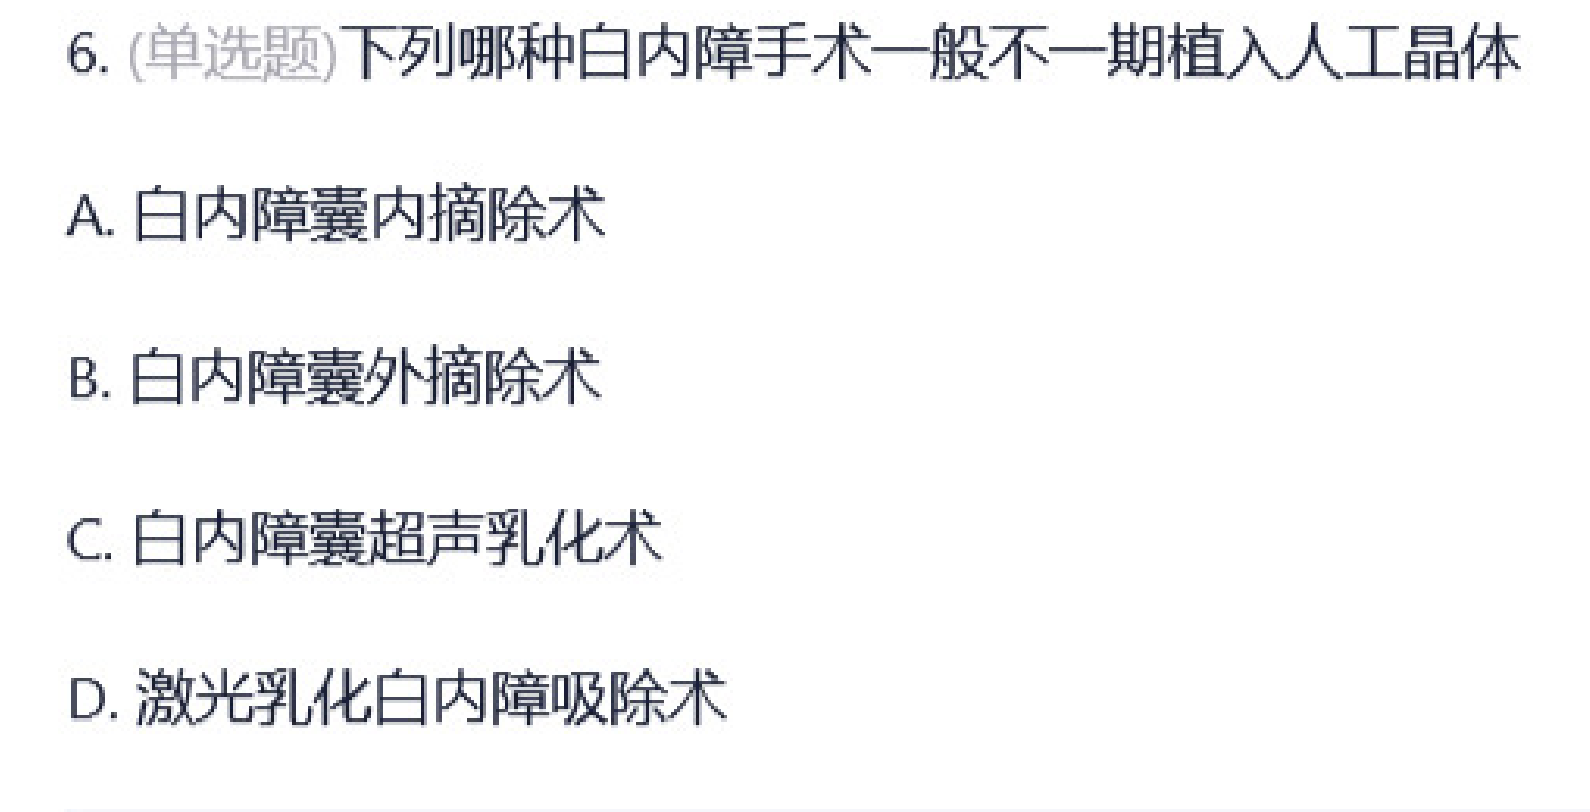 6. (单选题)下列哪种白内障手术一般不一期植入人工晶体
A. 白内障囊内摘除术
B. 白内障囊外摘除术
C. 白内障囊超声乳化术
D. 激光乳化白内障吸除术